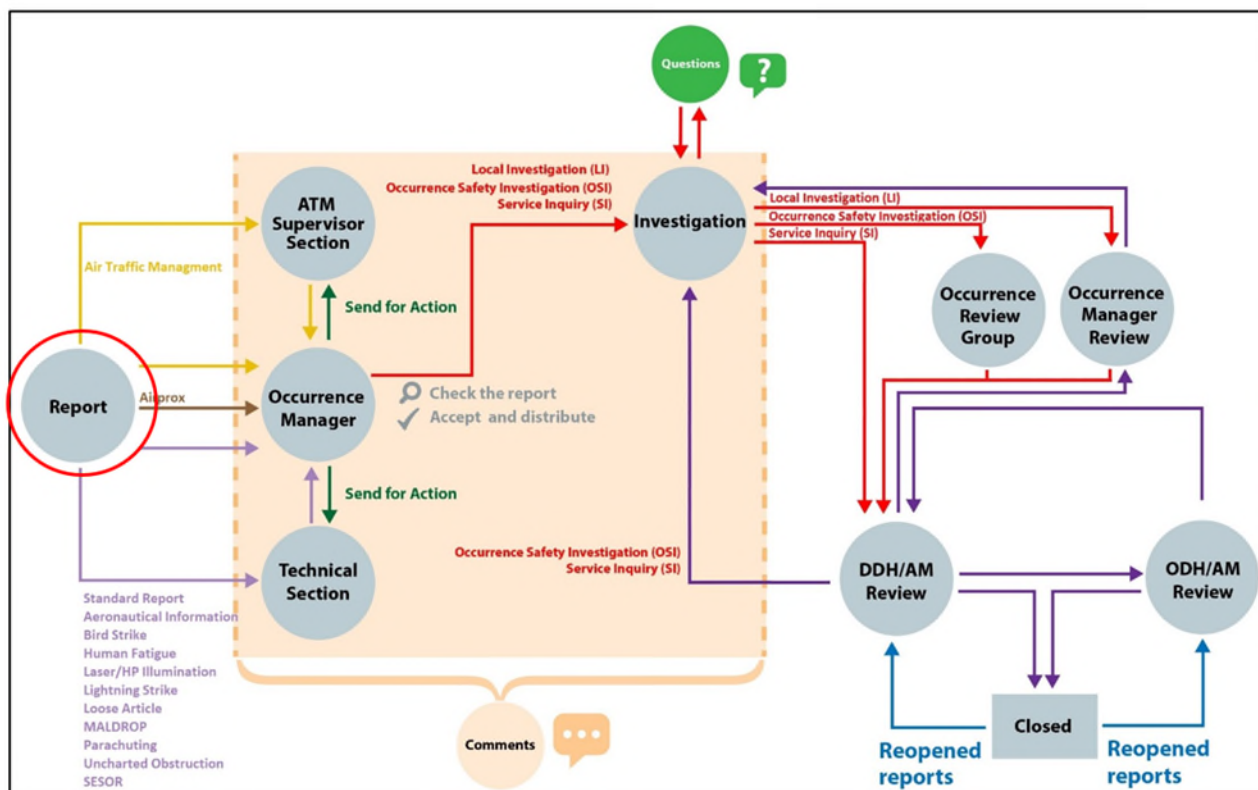 Questions
?
Local Investigation (LI)
Occurrence Safety Investigation (OSI)
Service Inquiry (SI)
ATM
Supervisor
Section
Investigation
Local Investigation (LI)
Occurrence Safety Investigation (OSI)
Service Inquiry (SI)
Air Traffic Managment
Send for Action
Occurrence
Review
Group
Occurrence
Manager
Review
Report
Airprox
Occurrence
Manager
Check the report
Accept and distribute
Send for Action
Technical
Section
Occurrence Safety Investigation (OSI)
Service Inquiry (SI)
DDH/AM
Review
ODH/AM
Review
Standard Report
Aeronautical Information
Bird Strike
Human Fatigue
Laser/HP Illumination
Lightning Strike
Loose Article
MALDROP
Parachuting
Uncharted Obstruction
SESOR
Comments
Closed
Reopened
reports
Reopened
reports